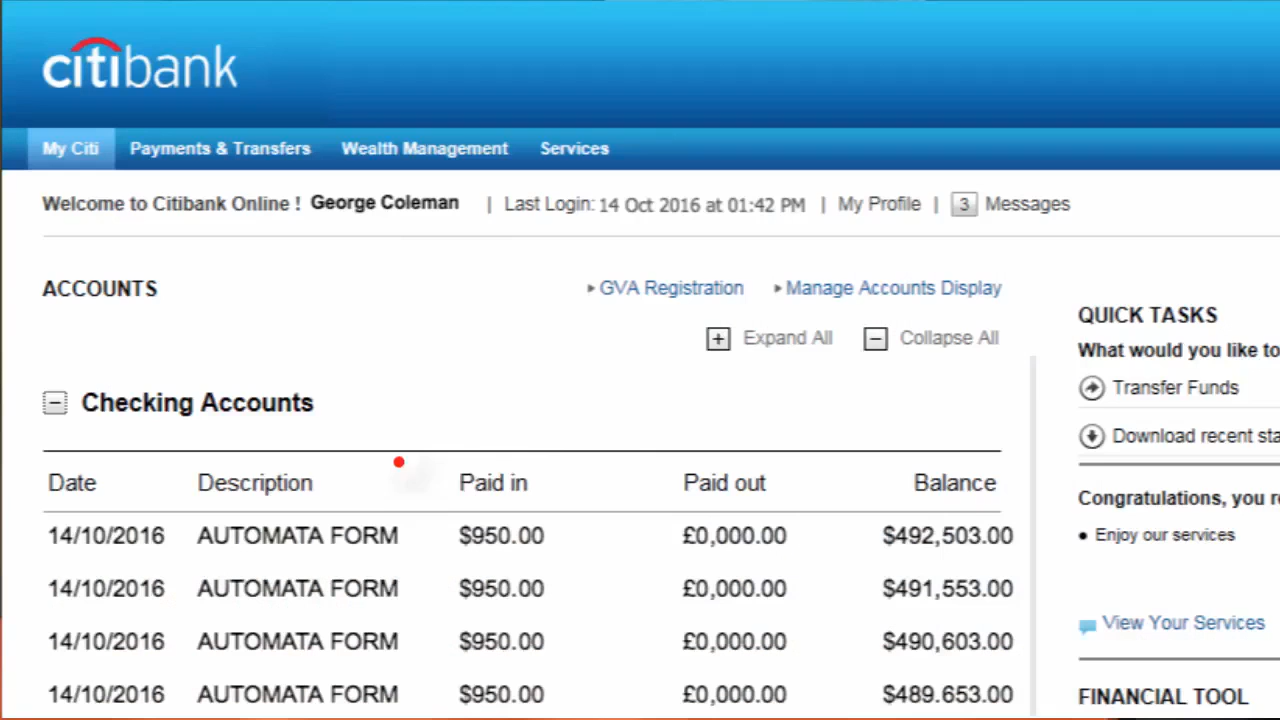 citibank
My Citi Payments & Transfers Wealth Management Services
Welcome to Citibank Online ! George Coleman | Last Login: 14 Oct 2016 at 01:42 PM | My Profile | 3 Messages
ACCOUNTS
GVA Registration Manage Accounts Display
+ Expand All − Collapse All
− Checking Accounts
Date Description Paid in Paid out Balance
14/10/2016 AUTOMATA FORM $950.00 £0,000.00 $492,503.00
14/10/2016 AUTOMATA FORM $950.00 £0,000.00 $491,553.00
14/10/2016 AUTOMATA FORM $950.00 £0,000.00 $490,603.00
14/10/2016 AUTOMATA FORM $950.00 £0,000.00 $489.653.00
QUICK TASKS
What would you like to
Transfer Funds
Download recent sta
Congratulations, you r
• Enjoy our services
View Your Services
FINANCIAL TOOL